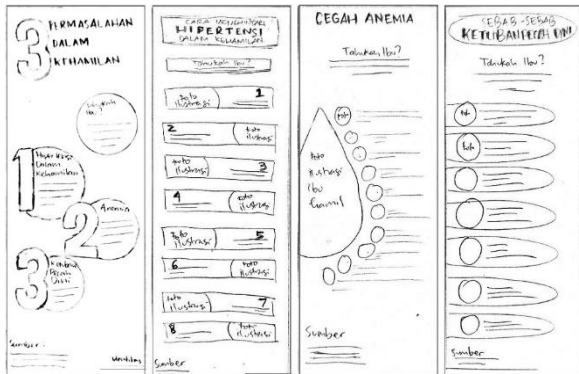 3 PERMASALAHAN
DALAM
KEHAMILAN
1
Hipertensi
Dalam
Kehamilan
2
Anemia
3
Ketuban
Pecah
Dini
Sumber:
Identitas
CARA MENGHINDARI
HIPERTENSI
DALAM KEHAMILAN
Tahukah Ibu?
foto
ilustrasi
1
2
foto
ilustrasi
foto
ilustrasi
3
4
foto
ilustrasi
foto
ilustrasi
5
6
foto
ilustrasi
foto
ilustrasi
7
8
foto
ilustrasi
Sumber
CEGAH ANEMIA
Tahukah Ibu?
foto
foto
ilustrasi
Ibu
hamil
Sumber
SEBAB-SEBAB
KETUBAN PECAH DINI
Tahukah Ibu?
foto
foto
Sumber